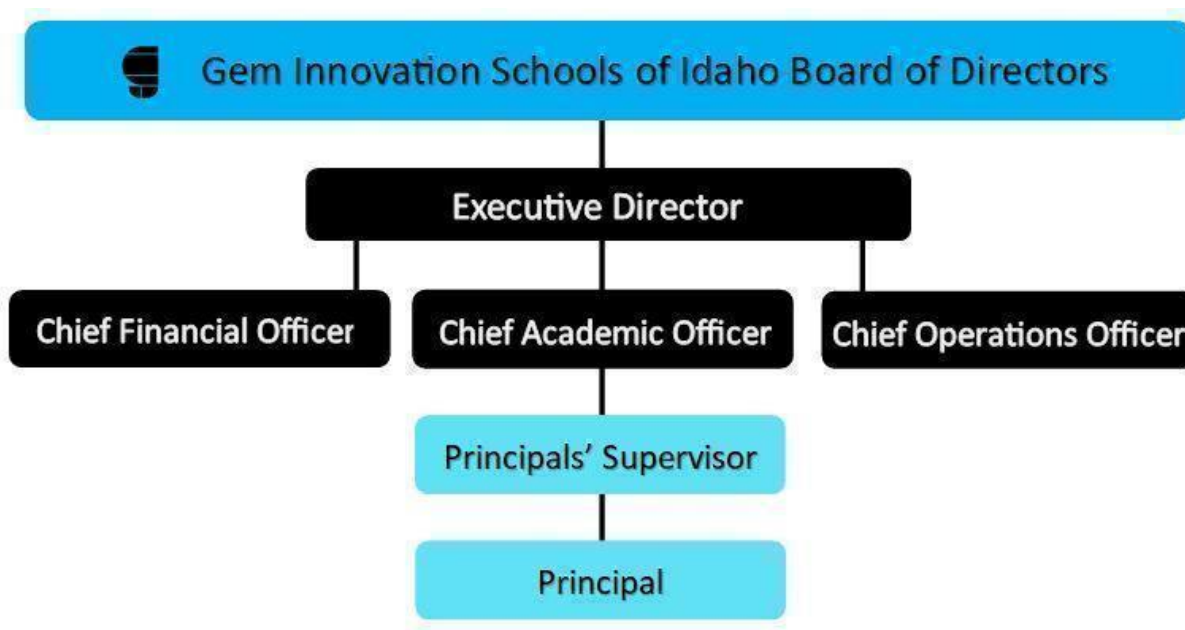 Gem Innovation Schools of Idaho Board of Directors
Executive Director
Chief Financial Officer
Chief Academic Officer
Chief Operations Officer
Principals’ Supervisor
Principal